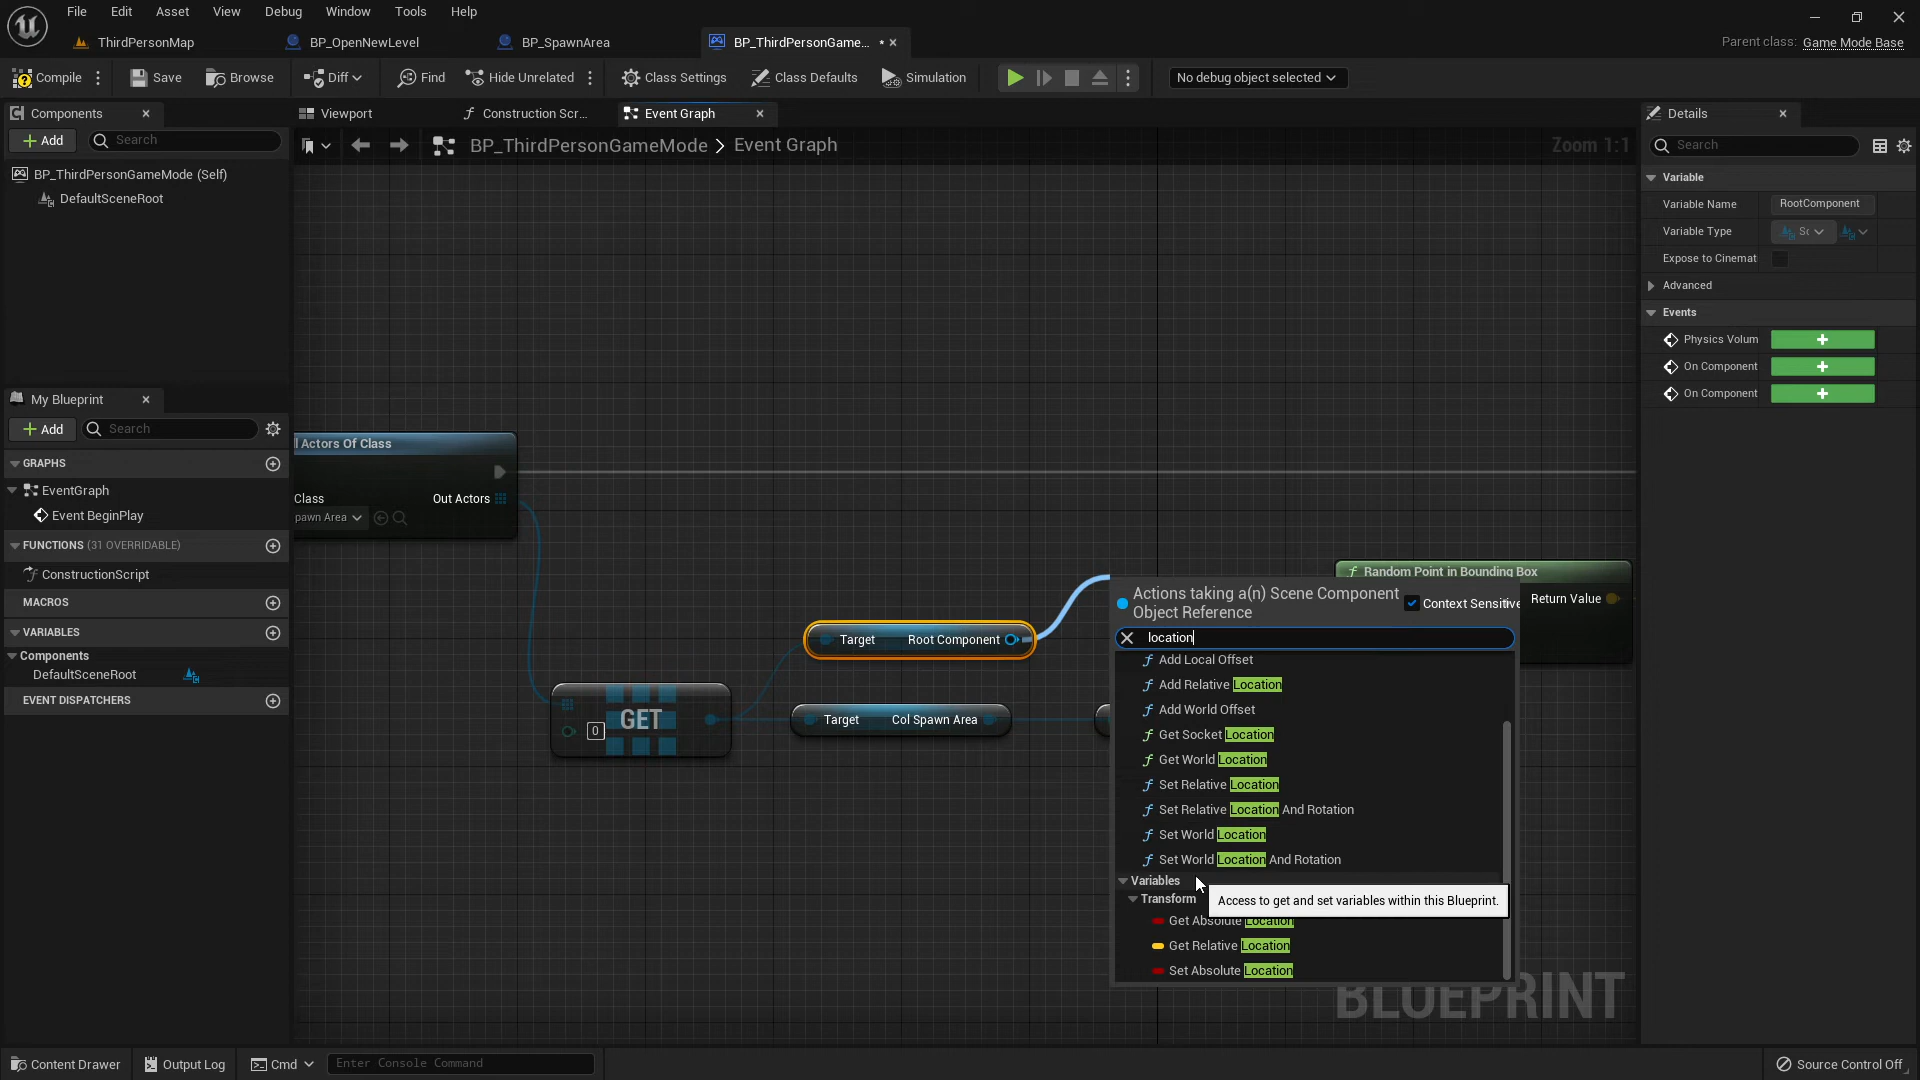 File Edit Asset View Debug Window Tools Help
ThirdPersonMap BP_OpenNewLevel BP_SpawnArea BP_ThirdPersonGame... •
Parent class: Game Mode Base
Compile Save Browse Diff Find Hide Unrelated Class Settings Class Defaults Simulation No debug object selected
Components
Add Search
BP_ThirdPersonGameMode (Self)
DefaultSceneRoot
My Blueprint
Add Search
GRAPHS
EventGraph
Event BeginPlay
FUNCTIONS (31 OVERRIDABLE)
ConstructionScript
MACROS
VARIABLES
Components
DefaultSceneRoot
EVENT DISPATCHERS
Viewport Construction Scr... Event Graph
BP_ThirdPersonGameMode > Event Graph
Zoom 1:1
l Actors Of Class
Class Out Actors
pawn Area
GET
0
Target Root Component
Target Col Spawn Area
Random Point in Bounding Box
Return Value
Actions taking a(n) Scene Component
Object Reference
Context Sensitive
location
Add Local Offset
Add Relative Location
Add World Offset
Get Socket Location
Get World Location
Set Relative Location
Set Relative Location And Rotation
Set World Location
Set World Location And Rotation
Variables
Transform
Access to get and set variables within this Blueprint.
Get Absolute Location
Get Relative Location
Set Absolute Location
BLUEPRINT
Details
Search
Variable
Variable Name RootComponent
Variable Type Sc
Expose to Cinemat
Advanced
Events
Physics Volum
On Component
On Component
Content Drawer Output Log Cmd Enter Console Command
Source Control Off